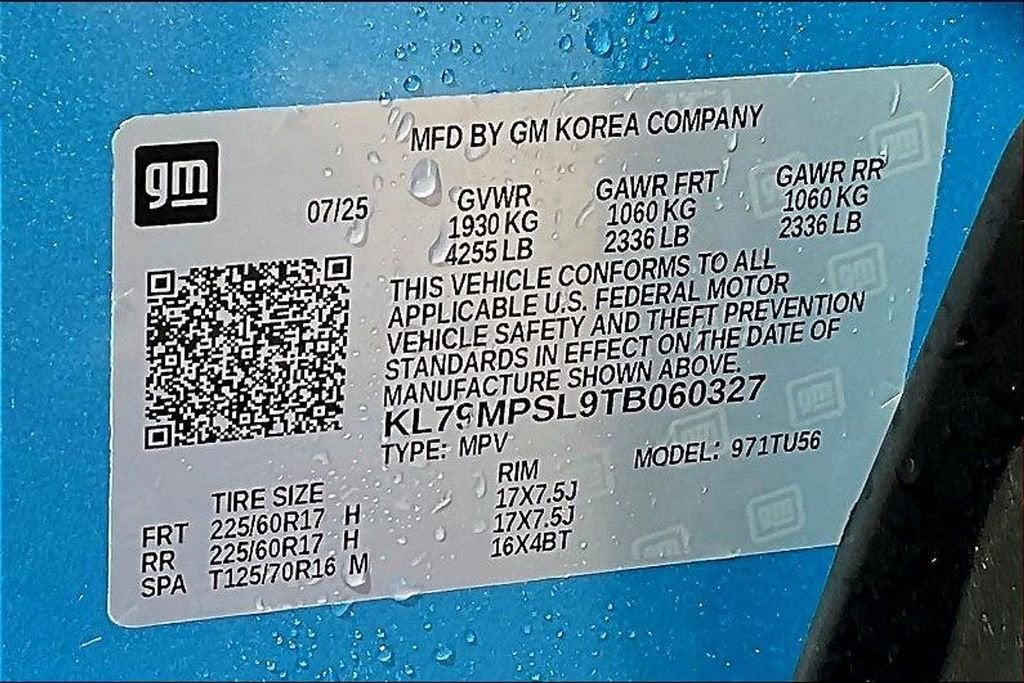 gm
MFD BY GM KOREA COMPANY
07/25
GVWR GAWR FRT GAWR RR
1930 KG 1060 KG 1060 KG
4255 LB 2336 LB 2336 LB
THIS VEHICLE CONFORMS TO ALL
APPLICABLE U.S. FEDERAL MOTOR
VEHICLE SAFETY AND THEFT PREVENTION
STANDARDS IN EFFECT ON THE DATE OF
MANUFACTURE SHOWN ABOVE.
KL79MPSL9TB060327
TYPE: MPV MODEL: 971TU56
TIRE SIZE RIM
FRT 225/60R17 H 17X7.5J
RR 225/60R17 H 17X7.5J
SPA T125/70R16 M 16X4BT